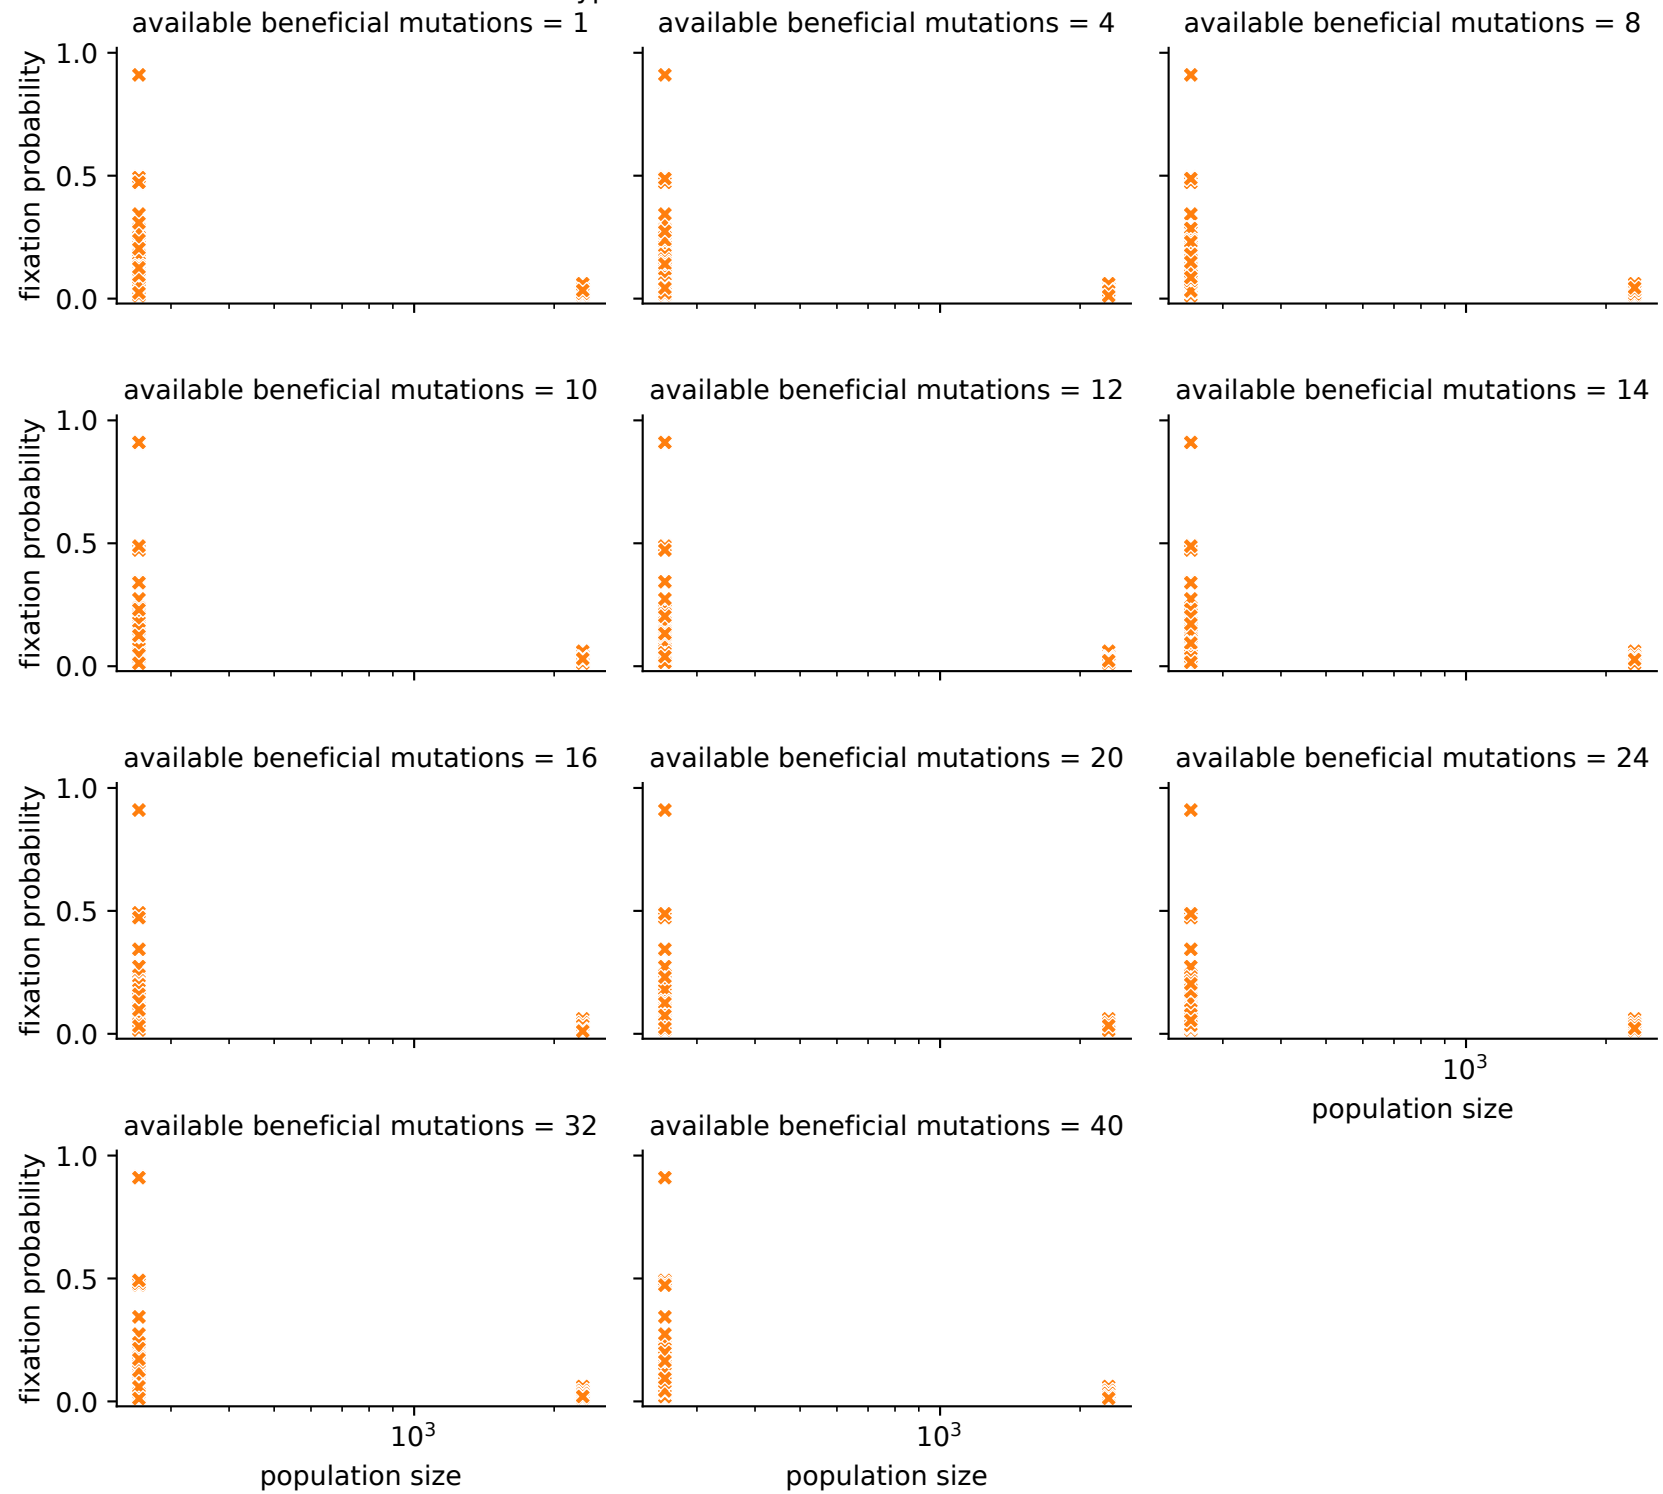 available beneficial mutations = 1
available beneficial mutations = 4
available beneficial mutations = 8
fixation probability
1.0
0.5
0.0
available beneficial mutations = 10
available beneficial mutations = 12
available beneficial mutations = 14
fixation probability
1.0
0.5
0.0
available beneficial mutations = 16
available beneficial mutations = 20
available beneficial mutations = 24
fixation probability
1.0
0.5
0.0
10³
population size
available beneficial mutations = 32
available beneficial mutations = 40
fixation probability
1.0
0.5
0.0
10³
10³
population size
population size